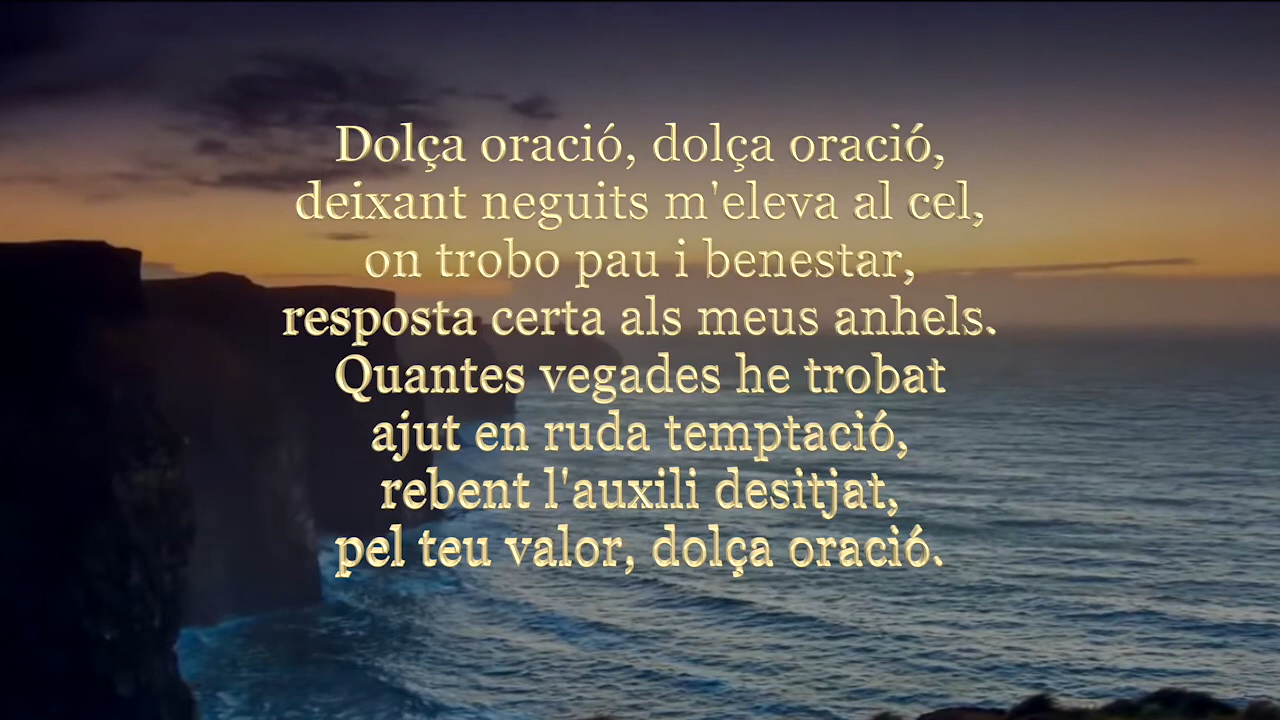 Dolça oració, dolça oració,
deixant neguits m'eleva al cel,
on trobo pau i benestar,
resposta certa als meus anhels.
Quantes vegades he trobat
ajut en ruda temptació,
rebent l'auxili desitjat,
pel teu valor, dolça oració.